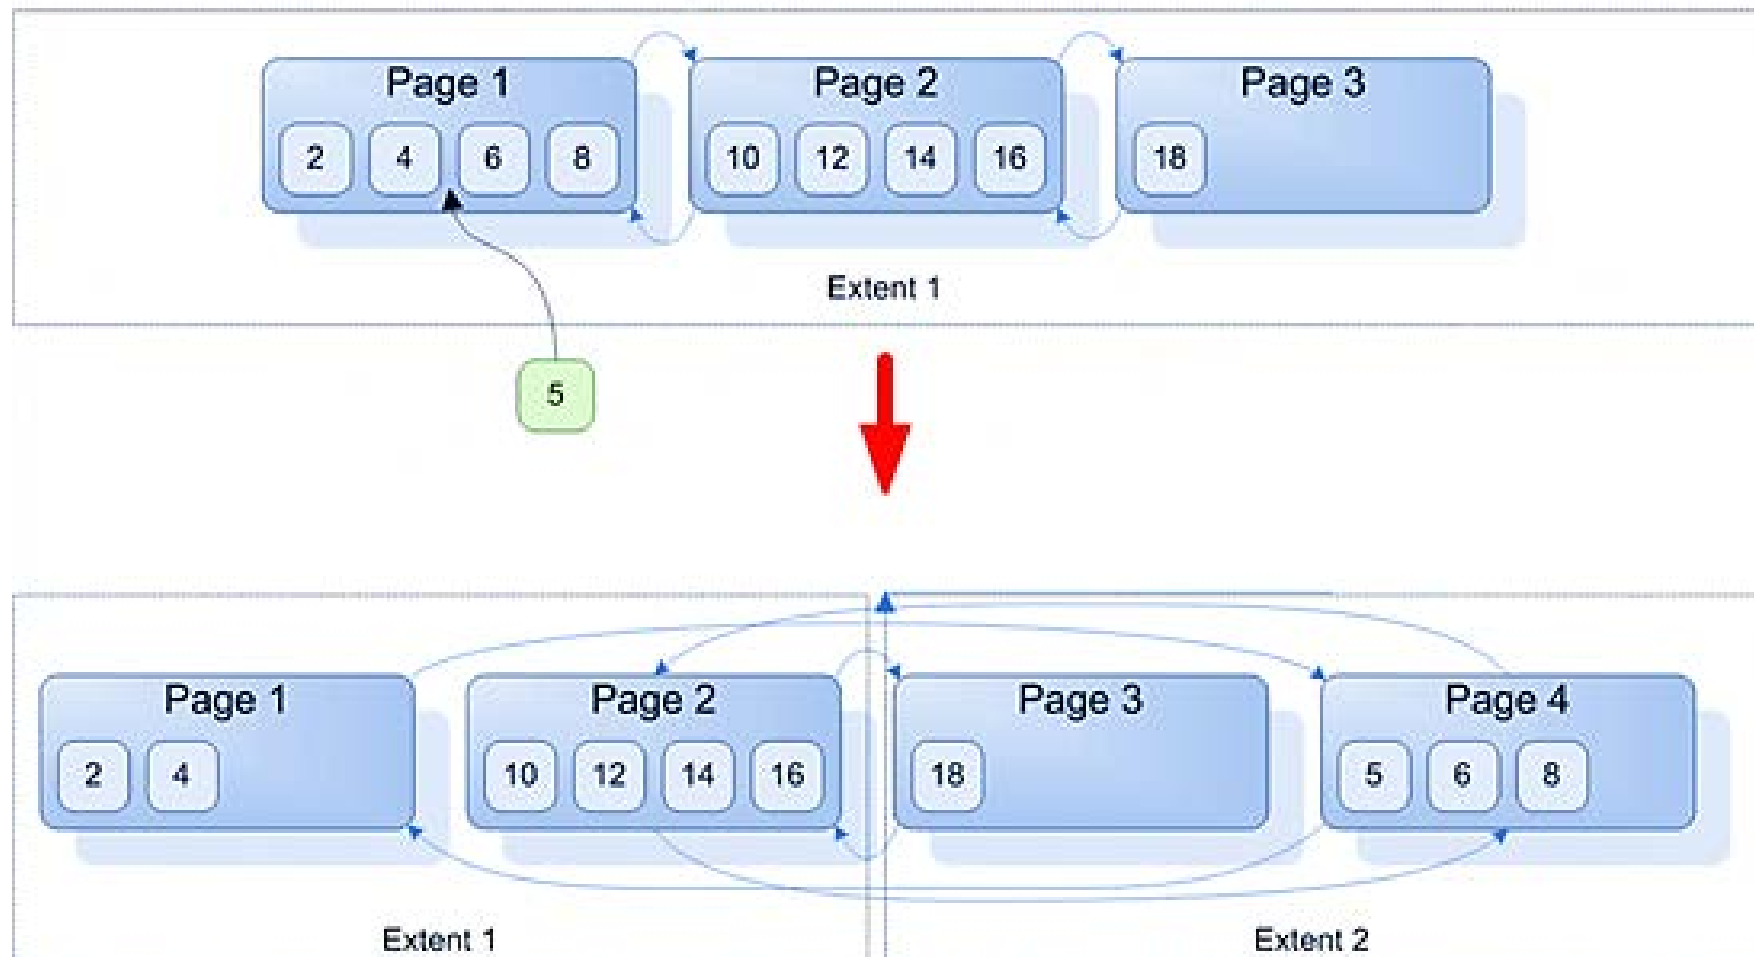 Page 1
2 4 6 8
Page 2
10 12 14 16
Page 3
18
Extent 1
5
Page 1
2 4
Page 2
10 12 14 16
Page 3
18
Page 4
5 6 8
Extent 1
Extent 2